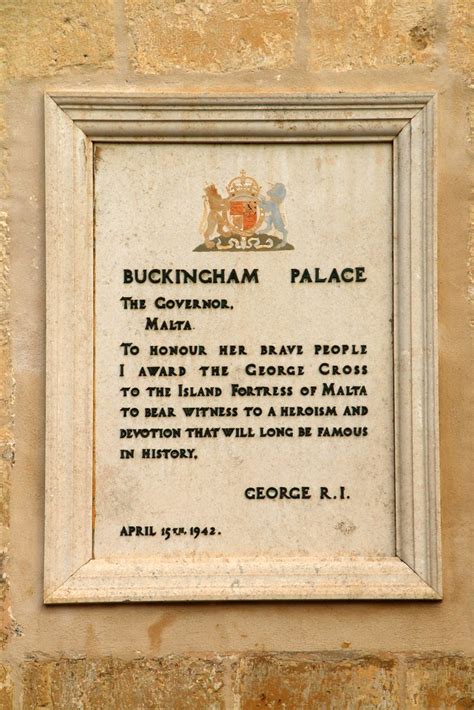 BUCKINGHAM PALACE
THE GOVERNOR,
MALTA
TO HONOUR HER BRAVE PEOPLE
I AWARD THE GEORGE CROSS
TO THE ISLAND FORTRESS OF MALTA
TO BEAR WITNESS TO A HEROISM AND
DEVOTION THAT WILL LONG BE FAMOUS
IN HISTORY.
GEORGE R.I.
APRIL 15TH. 1942.